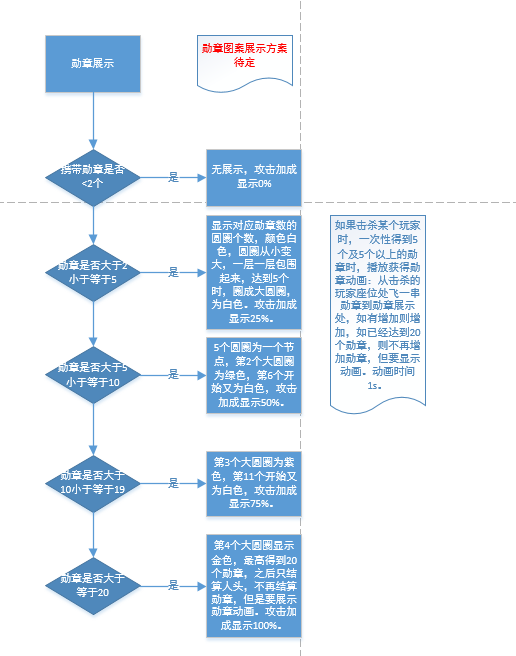 勋章展示
勋章图素展示方案
待定
携带勋章是否
<2个
是
无展示，攻击加成
显示0%
勋章是否大于2
小于等于5
是
显示对应勋章数的
圆圈个数，颜色白
色，圆圈从小变
大，一层一层包围
起来，达到5个
时，圈成大圆圈，
为白色。攻击加成
显示25%。
如果击杀某个玩家
时，一次性得到5
个及5个以上的勋
章时，播放获得勋
章动画：从击杀的
玩家座位处飞一串
勋章到勋章展示
处，如有增加则增
加，如已经达到20
个勋章，则不再增
加勋章，但要显示
动画。动画时间
1s。
勋章是否大于5
小于等于10
是
5个圆圈为一个节
点，第2个大圆圈
为绿色，第6个开
始又为白色，攻击
加成显示50%。
勋章是否大于
10小于等于19
是
第3个大圆圈为紫
色，第11个开始又
为白色，攻击加成
显示75%。
勋章是否大于
等于20
是
第4个大圆圈显示
金色，最高得到20
个勋章，之后只结
算人头，不再结算
勋章，但是要展示
勋章动画。攻击加
成显示100%。